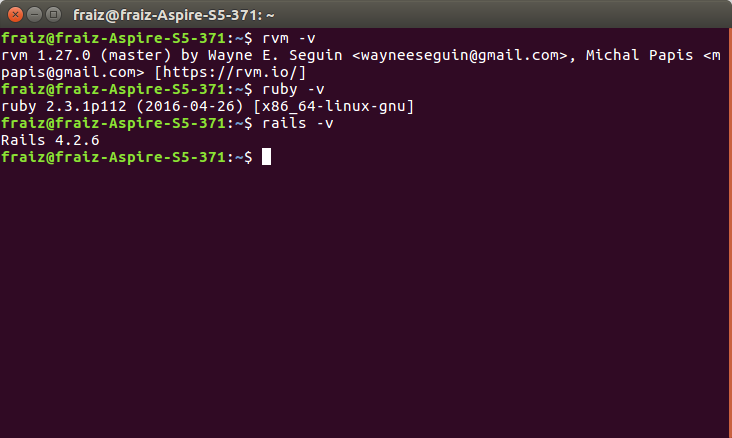 fraiz@fraiz-Aspire-S5-371: ~
fraiz@fraiz-Aspire-S5-371:~$ rvm -v
rvm 1.27.0 (master) by Wayne E. Seguin <wayneeseguin@gmail.com>, Michal Papis <m
papis@gmail.com> [https://rvm.io/]
fraiz@fraiz-Aspire-S5-371:~$ ruby -v
ruby 2.3.1p112 (2016-04-26) [x86_64-linux-gnu]
fraiz@fraiz-Aspire-S5-371:~$ rails -v
Rails 4.2.6
fraiz@fraiz-Aspire-S5-371:~$